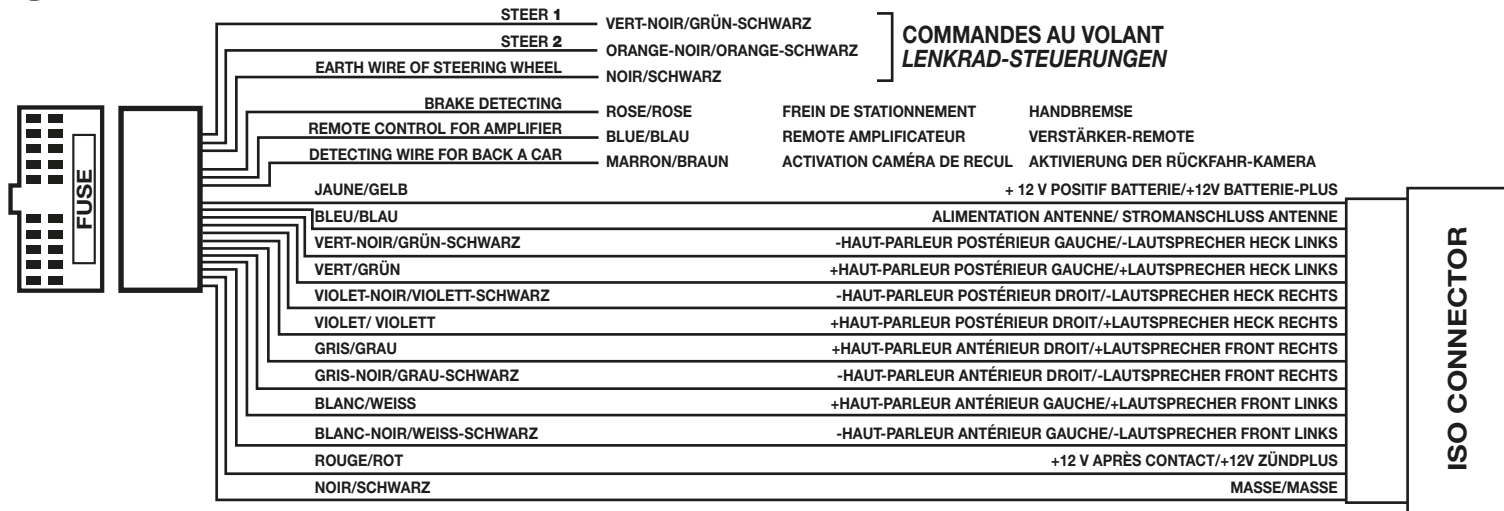 STEER 1 VERT-NOIR/GRÜN-SCHWARZ
STEER 2 ORANGE-NOIR/ORANGE-SCHWARZ
EARTH WIRE OF STEERING WHEEL NOIR/SCHWARZ
COMMANDES AU VOLANT
LENKRAD-STEUERUNGEN
BRAKE DETECTING ROSE/ROSE FREIN DE STATIONNEMENT HANDBREMSE
REMOTE CONTROL FOR AMPLIFIER BLUE/BLAU REMOTE AMPLIFICATEUR VERSTÄRKER-REMOTE
DETECTING WIRE FOR BACK A CAR MARRON/BRAUN ACTIVATION CAMÉRA DE RECUL AKTIVIERUNG DER RÜCKFAHR-KAMERA
FUSE
JAUNE/GELB + 12 V POSITIF BATTERIE/+12V BATTERIE-PLUS
BLEU/BLAU ALIMENTATION ANTENNE/ STROMANSCHLUSS ANTENNE
VERT-NOIR/GRÜN-SCHWARZ -HAUT-PARLEUR POSTÉRIEUR GAUCHE/-LAUTSPRECHER HECK LINKS
VERT/GRÜN +HAUT-PARLEUR POSTÉRIEUR GAUCHE/+LAUTSPRECHER HECK LINKS
VIOLET-NOIR/VIOLETT-SCHWARZ -HAUT-PARLEUR POSTÉRIEUR DROIT/-LAUTSPRECHER HECK RECHTS
VIOLET/ VIOLETT +HAUT-PARLEUR POSTÉRIEUR DROIT/+LAUTSPRECHER HECK RECHTS
GRIS/GRAU +HAUT-PARLEUR ANTÉRIEUR DROIT/+LAUTSPRECHER FRONT RECHTS
GRIS-NOIR/GRAU-SCHWARZ -HAUT-PARLEUR ANTÉRIEUR DROIT/-LAUTSPRECHER FRONT RECHTS
BLANC/WEISS +HAUT-PARLEUR ANTÉRIEUR GAUCHE/+LAUTSPRECHER FRONT LINKS
BLANC-NOIR/WEISS-SCHWARZ -HAUT-PARLEUR ANTÉRIEUR GAUCHE/-LAUTSPRECHER FRONT LINKS
ROUGE/ROT +12 V APRÈS CONTACT/+12V ZÜNDPLUS
NOIR/SCHWARZ MASSE/MASSE
ISO CONNECTOR